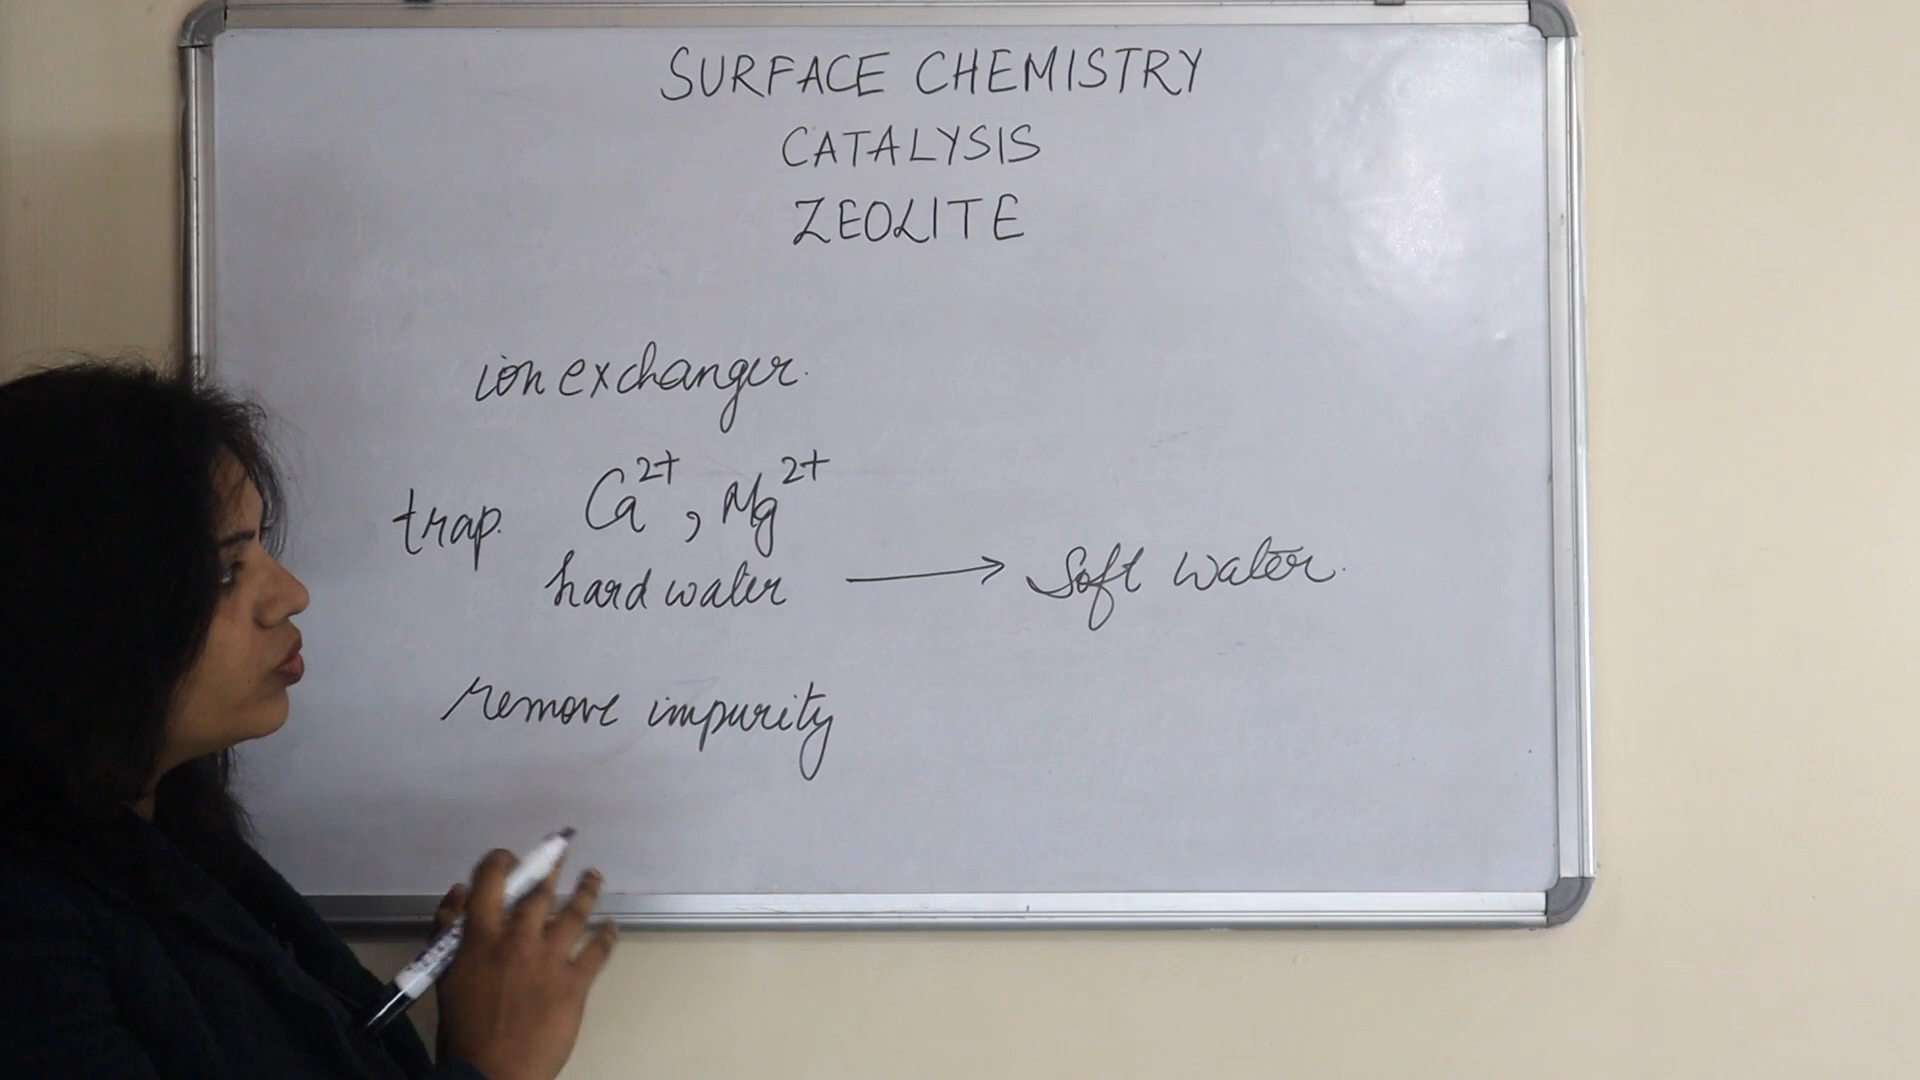 SURFACE CHEMISTRY
CATALYSIS
ZEOLITE
ion exchanger.
trap. Ca²⁺, Mg²⁺
hard water → Soft water.
remove impurity